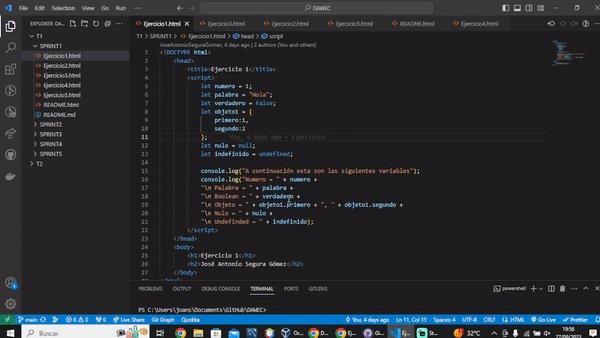 File Edit Selection View Go Run ··· DAWEC
EXPLORER: DAWEC
T1
SPRINT1
Ejercicio1.html
Ejercicio2.html
Ejercicio3.html
Ejercicio4.html
Ejercicio5.html
README.html
README.md
SPRINT2
SPRINT3
SPRINT4
SPRINT5
T2
Ejercicio1.html Ejercicio3.html Ejercicio2.html Ejercicio5.html README.html Ejercicio4.html
T1 > SPRINT1 > Ejercicio1.html > head > script
JoseAntonioSeguraGomez, 4 days ago | 2 authors (You and others)
1 <!DOCTYPE html>
2 <head>
3 <title>Ejercicio 1</title>
4 <script>
5 let numero = 1;
6 let palabra = "Hola";
7 let verdadero = false;
8 let objeto1 = {
9 primero:1,
10 segundo:2
11 }; You, 4 days ago • Ejercicios
12 let nulo = null;
13 let indefinido = undefined;
14
15 console.log("A continuación esta son las siguientes variables");
16 console.log("Numero = " + numero +
17 "\n Palabra = " + palabra +
18 "\n Boolean = " + verdadero +
19 "\n Objeto = " + objeto1.primero + ", " + objeto1.segundo +
20 "\n Nulo = " + nulo +
21 "\n Undefinded = " + indefinido);
22 </script>
23 </head>
24 <body>
25 <h1>Ejercicio 1</h1>
26 <h2>José Antonio Segura Gómez</h2>
27 </body>
PROBLEMS OUTPUT DEBUG CONSOLE TERMINAL PORTS GITLENS powershell
PS C:\Users\joans\Documents\GitHub\DAWEC>
main 0 0 0 Live Share Git Graph Quokka You, 4 days ago Ln 11, Col 15 Spaces: 4 UTF-8 CRLF HTML Go Live Prettier
Buscar 32°C 19:56
27/09/2023